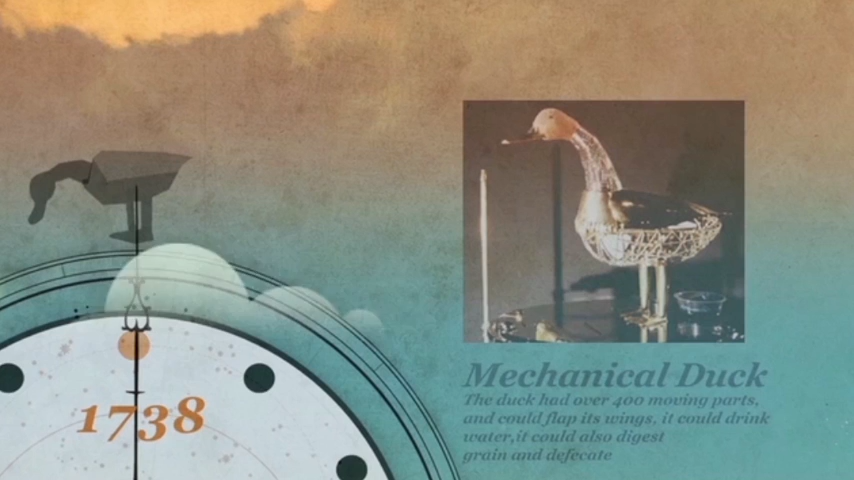 1738
Mechanical Duck
The duck had over 400 moving parts,
and could flap its wings, it could drink
water,it could also digest
grain and defecate